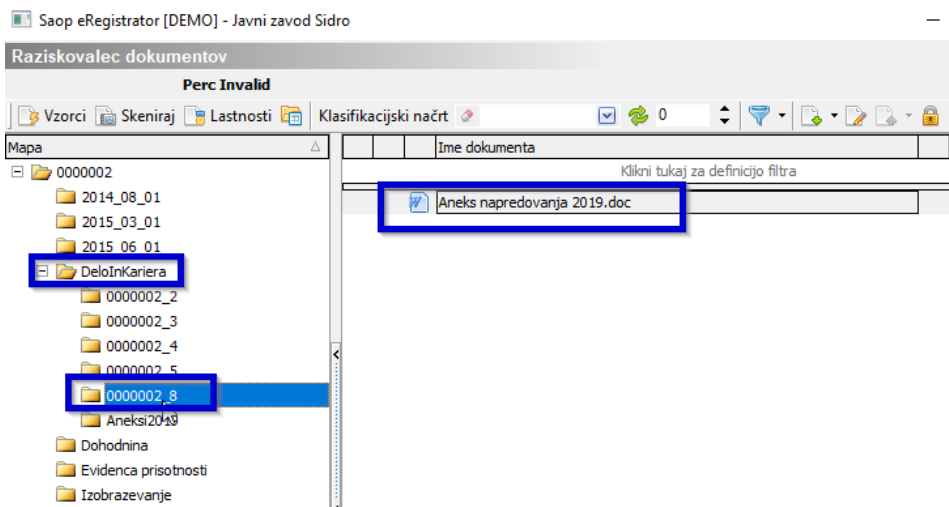 Saop eRegistrator [DEMO] - Javni zavod Sidro
Raziskovalec dokumentov
Perc Invalid
Vzorci Skeniraj Lastnosti Klasifikacijski načrt 0
Mapa
Ime dokumenta
Klikni tukaj za definicijo filtra
0000002
Aneks napredovanja 2019.doc
2014_08_01
2015_03_01
2015_06_01
DeloInKariera
0000002_2
0000002_3
0000002_4
0000002_5
0000002_8
Aneksi2019
Dohodnina
Evidenca prisotnosti
Izobrazevanje